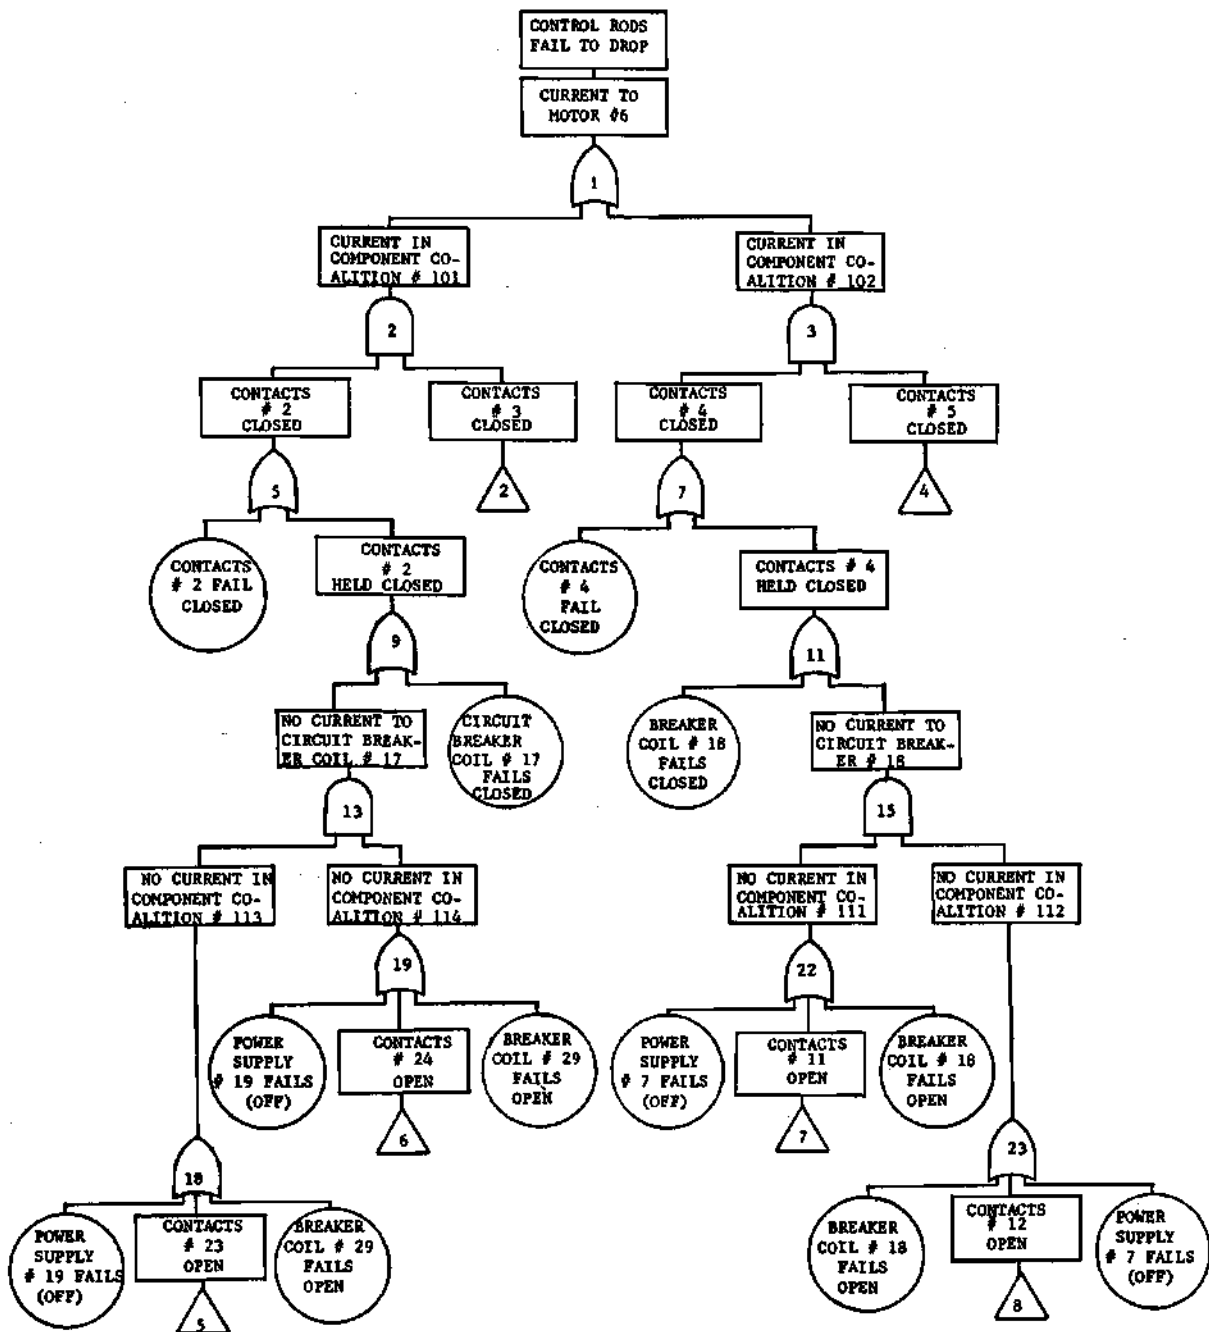 CONTROL RODS
FAIL TO DROP
CURRENT TO
MOTOR #6
1
CURRENT IN
COMPONENT CO-
ALITION # 101
CURRENT IN
COMPONENT CO-
ALITION # 102
2
3
CONTACTS
# 2
CLOSED
CONTACTS
# 3
CLOSED
CONTACTS
# 4
CLOSED
CONTACTS
# 5
CLOSED
5
2
7
4
CONTACTS
# 2 FAIL
CLOSED
CONTACTS
# 2
HELD CLOSED
CONTACTS
# 4
FAIL
CLOSED
CONTACTS # 4
HELD CLOSED
9
11
NO CURRENT TO
CIRCUIT BREAK-
ER COIL # 17
CIRCUIT
BREAKER
COIL # 17
FAILS
CLOSED
BREAKER
COIL # 18
FAILS
CLOSED
NO CURRENT TO
CIRCUIT BREAK-
ER # 18
13
15
NO CURRENT IN
COMPONENT CO-
ALITION # 113
NO CURRENT IN
COMPONENT CO-
ALITION # 114
NO CURRENT IN
COMPONENT CO-
ALITION # 111
NO CURRENT IN
COMPONENT CO-
ALITION # 112
19
22
POWER
SUPPLY
# 19 FAILS
(OFF)
CONTACTS
# 24
OPEN
BREAKER
COIL # 29
FAILS
OPEN
POWER
SUPPLY
# 7 FAILS
(OFF)
CONTACTS
# 11
OPEN
BREAKER
COIL # 18
FAILS
OPEN
6
7
18
23
POWER
SUPPLY
# 19 FAILS
(OFF)
CONTACTS
# 23
OPEN
BREAKER
COIL # 29
FAILS
OPEN
BREAKER
COIL # 18
FAILS
OPEN
CONTACTS
# 12
OPEN
POWER
SUPPLY
# 7 FAILS
(OFF)
5
8